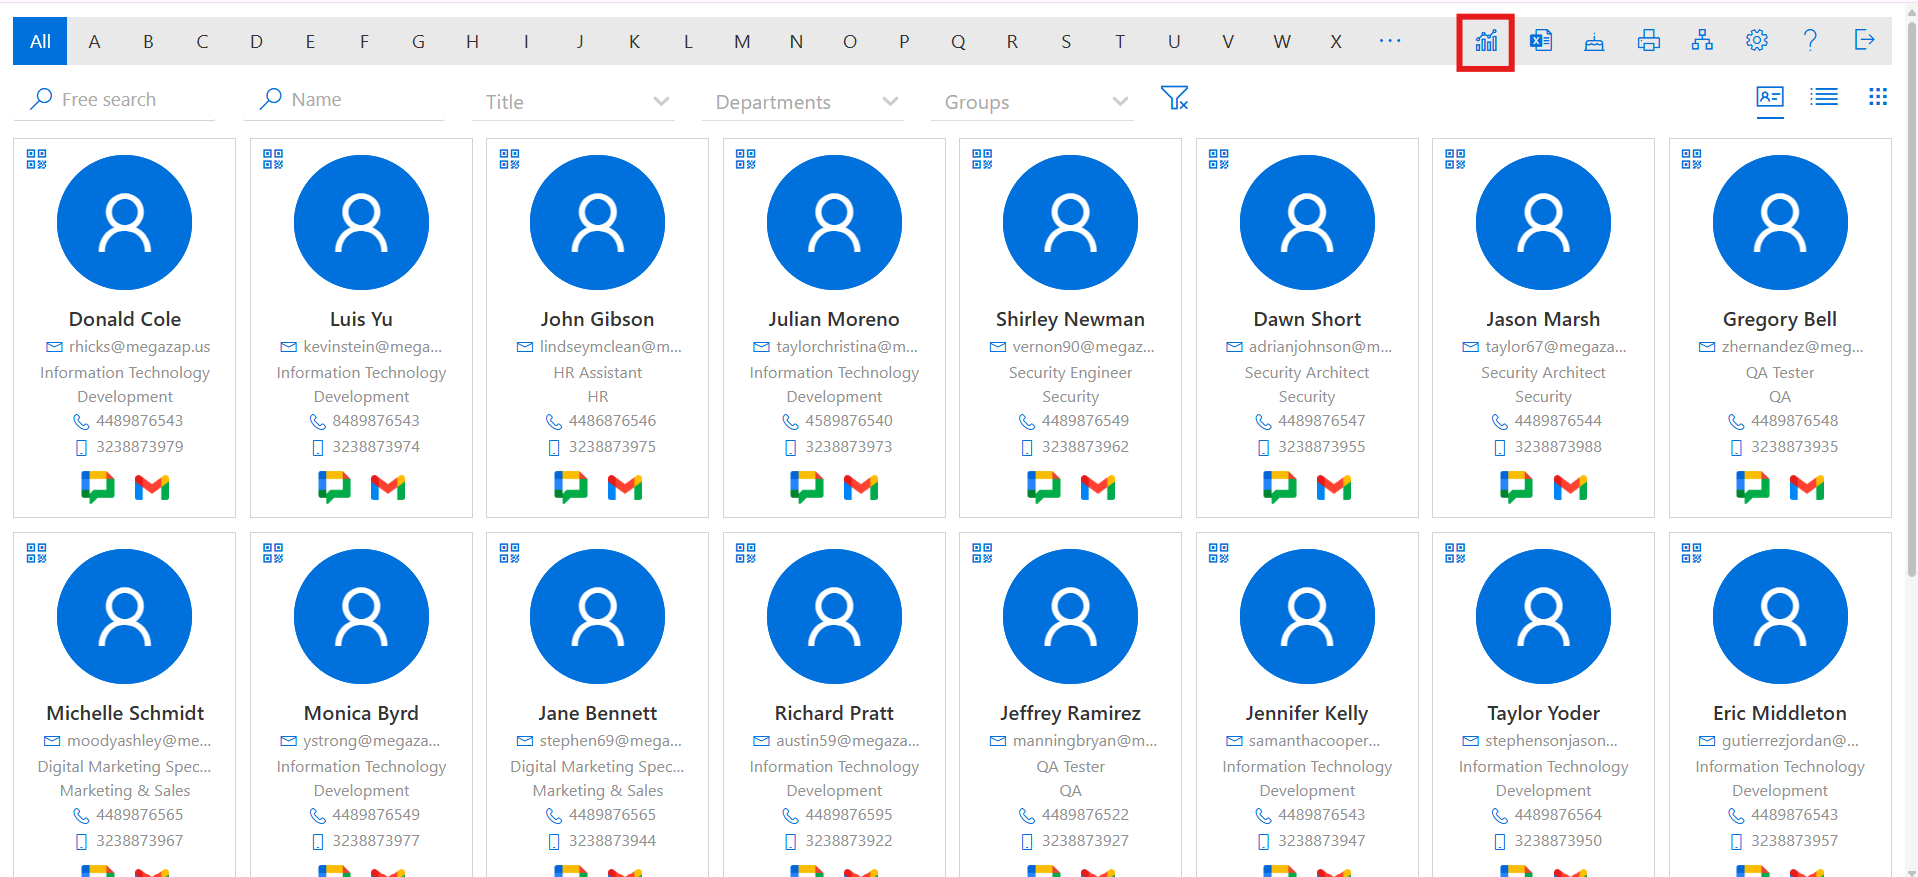 All A B C D E F G H I J K L M N O P Q R S T U V W X ...
Free search Name Title Departments Groups
Donald Cole
rhicks@megazap.us
Information Technology
Development
4489876543
3238873979
Luis Yu
kevinstein@mega...
Information Technology
Development
8489876543
3238873974
John Gibson
lindseymclean@m...
HR Assistant
HR
4486876546
3238873975
Julian Moreno
taylorchristina@m...
Information Technology
Development
4589876540
3238873973
Shirley Newman
vernon90@megaz...
Security Engineer
Security
4489876549
3238873962
Dawn Short
adrianjohnson@m...
Security Architect
Security
4489876547
3238873955
Jason Marsh
taylor67@megaza...
Security Architect
Security
4489876544
3238873988
Gregory Bell
zhernandez@meg...
QA Tester
QA
4489876548
3238873935
Michelle Schmidt
moodyashley@me...
Digital Marketing Spec...
Marketing & Sales
4489876565
3238873967
Monica Byrd
ystrong@megaza...
Information Technology
Development
4489876549
3238873977
Jane Bennett
stephen69@mega...
Digital Marketing Spec...
Marketing & Sales
4489876565
3238873944
Richard Pratt
austin59@megaza...
Information Technology
Development
4489876595
3238873922
Jeffrey Ramirez
manningbryan@m...
QA Tester
QA
4489876522
3238873927
Jennifer Kelly
samanthacooper...
Information Technology
Development
4489876543
3238873947
Taylor Yoder
stephensonjason...
Information Technology
Development
4489876564
3238873950
Eric Middleton
gutierrezjordan@...
Information Technology
Development
4489876543
3238873957